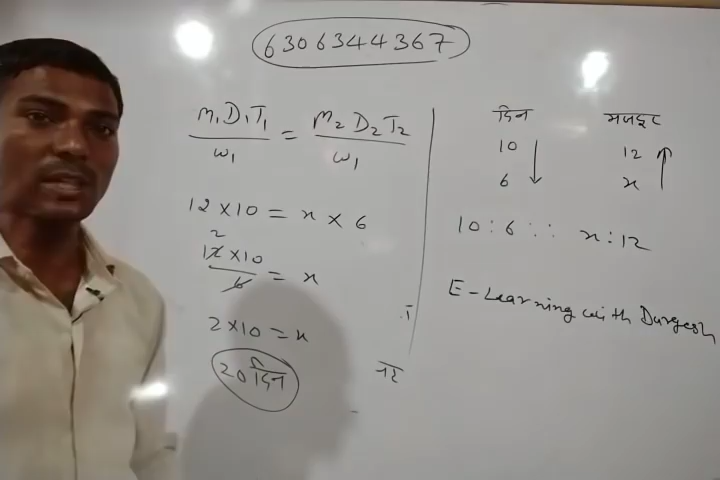 6306344367
M₁D₁T₁ / W₁ = M₂D₂T₂ / W₁
12×10 = x × 6
2
12×10 / 6 = x
2×10 = x
20 दिन
दिन मजदूर
10 ↓ 12 ↑
6 x
10 : 6 :: x : 12
E-Learning with Durgesh